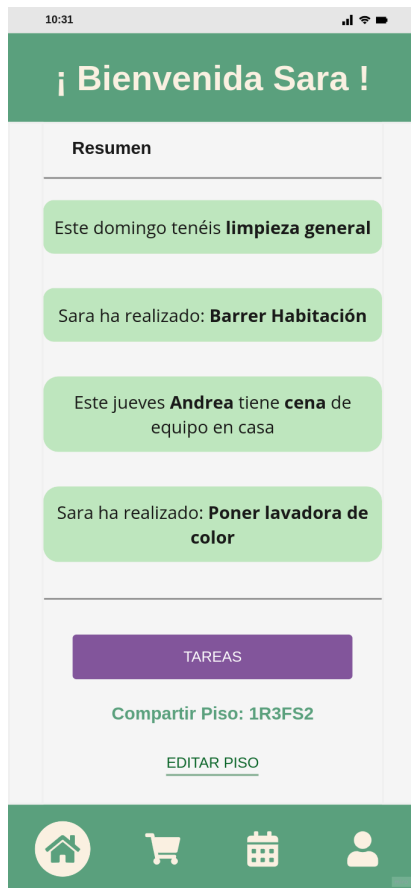 10:31
¡ Bienvenida Sara !
Resumen
Este domingo tenéis limpieza general
Sara ha realizado: Barrer Habitación
Este jueves Andrea tiene cena de
equipo en casa
Sara ha realizado: Poner lavadora de
color
TAREAS
Compartir Piso: 1R3FS2
EDITAR PISO